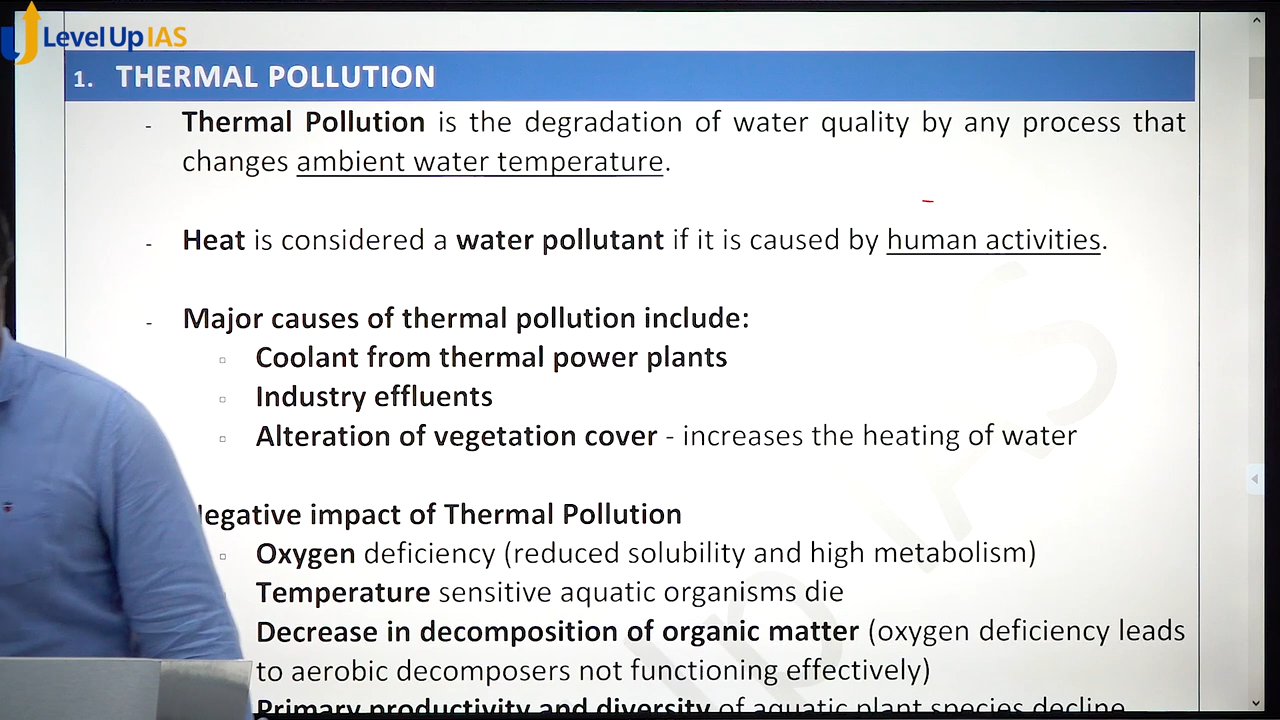 Level Up IAS
1. THERMAL POLLUTION
- Thermal Pollution is the degradation of water quality by any process that
changes ambient water temperature.
- Heat is considered a water pollutant if it is caused by human activities.
- Major causes of thermal pollution include:
▫ Coolant from thermal power plants
▫ Industry effluents
▫ Alteration of vegetation cover - increases the heating of water
Negative impact of Thermal Pollution
▫ Oxygen deficiency (reduced solubility and high metabolism)
Temperature sensitive aquatic organisms die
Decrease in decomposition of organic matter (oxygen deficiency leads
to aerobic decomposers not functioning effectively)
Primary productivity and diversity of aquatic plant species decline